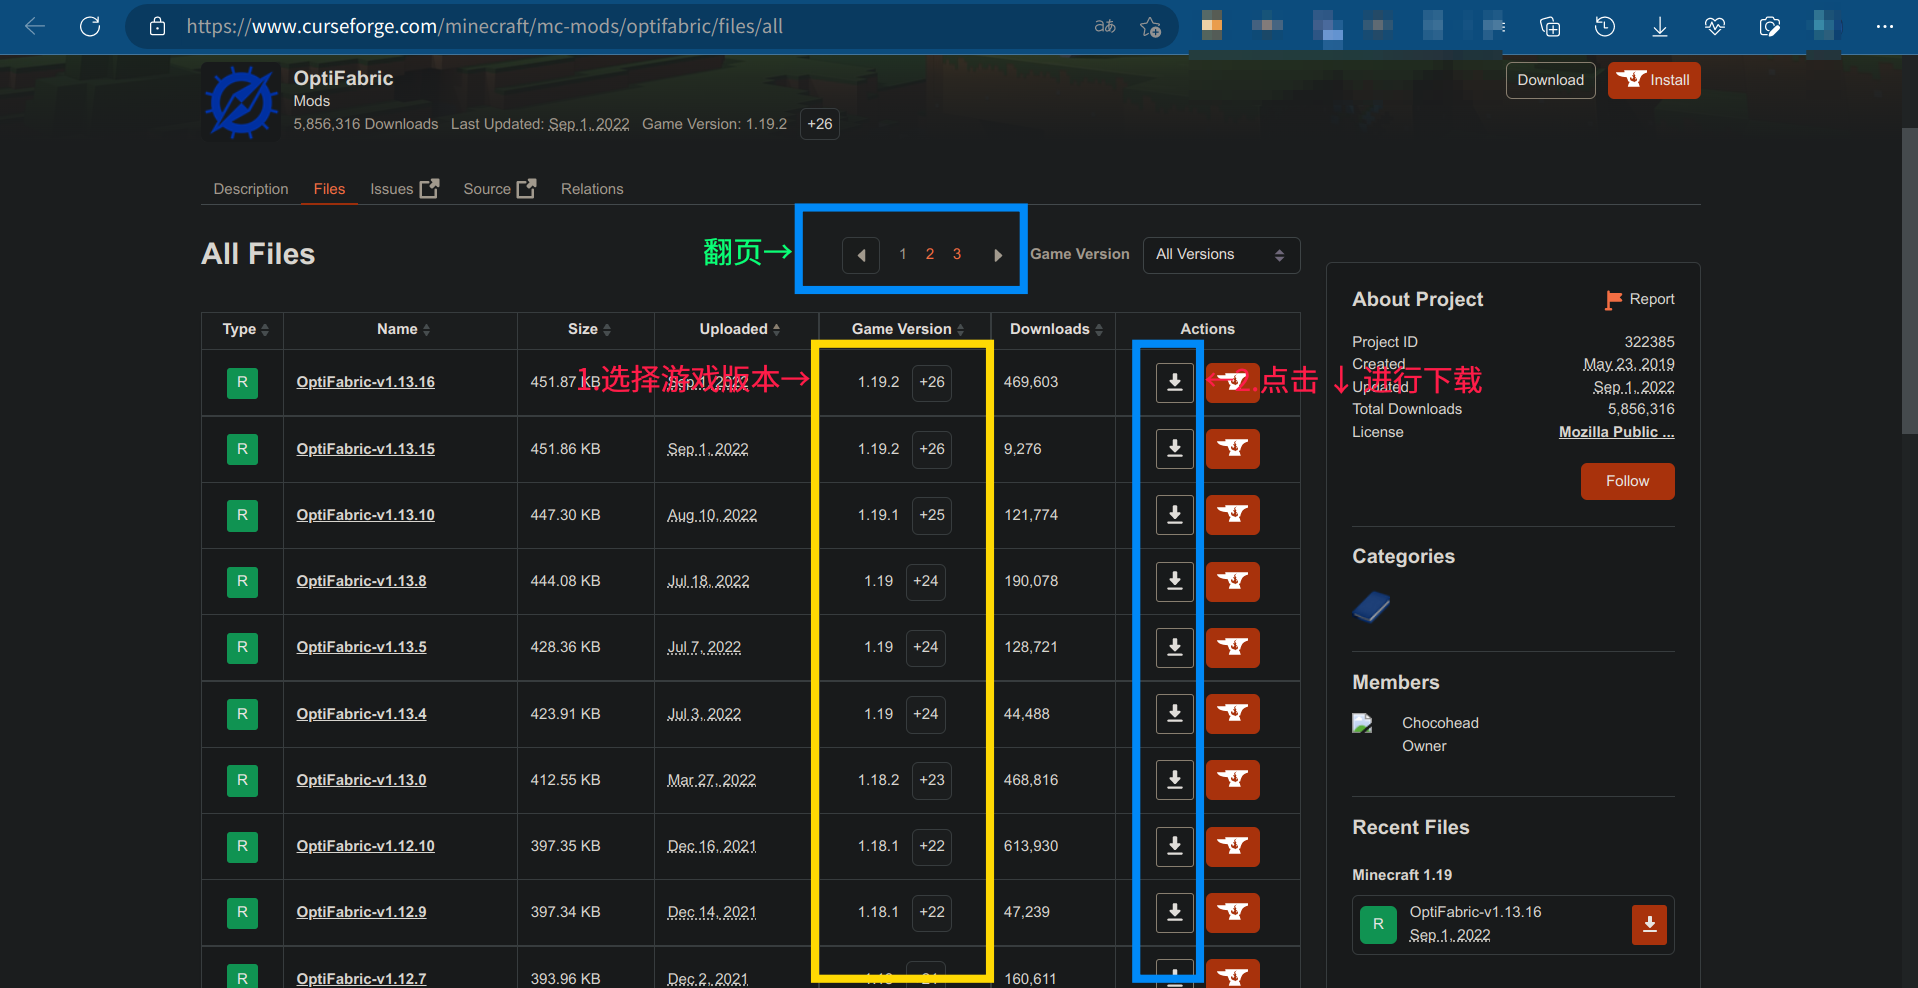 https://www.curseforge.com/minecraft/mc-mods/optifabric/files/all
aあ
OptiFabric
Mods
5,856,316 Downloads Last Updated: Sep 1, 2022 Game Version: 1.19.2 +26
Download
Install
Description Files Issues Source Relations
All Files
翻页→
1 2 3
Game Version
All Versions
Type Name Size Uploaded Game Version Downloads Actions
1.选择游戏版本→
←2.点击↓进行下载
R OptiFabric-v1.13.16 451.87 KB Sep 1, 2022 1.19.2 +26 469,603
R OptiFabric-v1.13.15 451.86 KB Sep 1, 2022 1.19.2 +26 9,276
R OptiFabric-v1.13.10 447.30 KB Aug 10, 2022 1.19.1 +25 121,774
R OptiFabric-v1.13.8 444.08 KB Jul 18, 2022 1.19 +24 190,078
R OptiFabric-v1.13.5 428.36 KB Jul 7, 2022 1.19 +24 128,721
R OptiFabric-v1.13.4 423.91 KB Jul 3, 2022 1.19 +24 44,488
R OptiFabric-v1.13.0 412.55 KB Mar 27, 2022 1.18.2 +23 468,816
R OptiFabric-v1.12.10 397.35 KB Dec 16, 2021 1.18.1 +22 613,930
R OptiFabric-v1.12.9 397.34 KB Dec 14, 2021 1.18.1 +22 47,239
R OptiFabric-v1.12.7 393.96 KB Dec 2, 2021 160,611
About Project
Report
Project ID 322385
Created May 23, 2019
Updated Sep 1, 2022
Total Downloads 5,856,316
License Mozilla Public ...
Follow
Categories
Members
Chocohead
Owner
Recent Files
Minecraft 1.19
R OptiFabric-v1.13.16
Sep 1, 2022